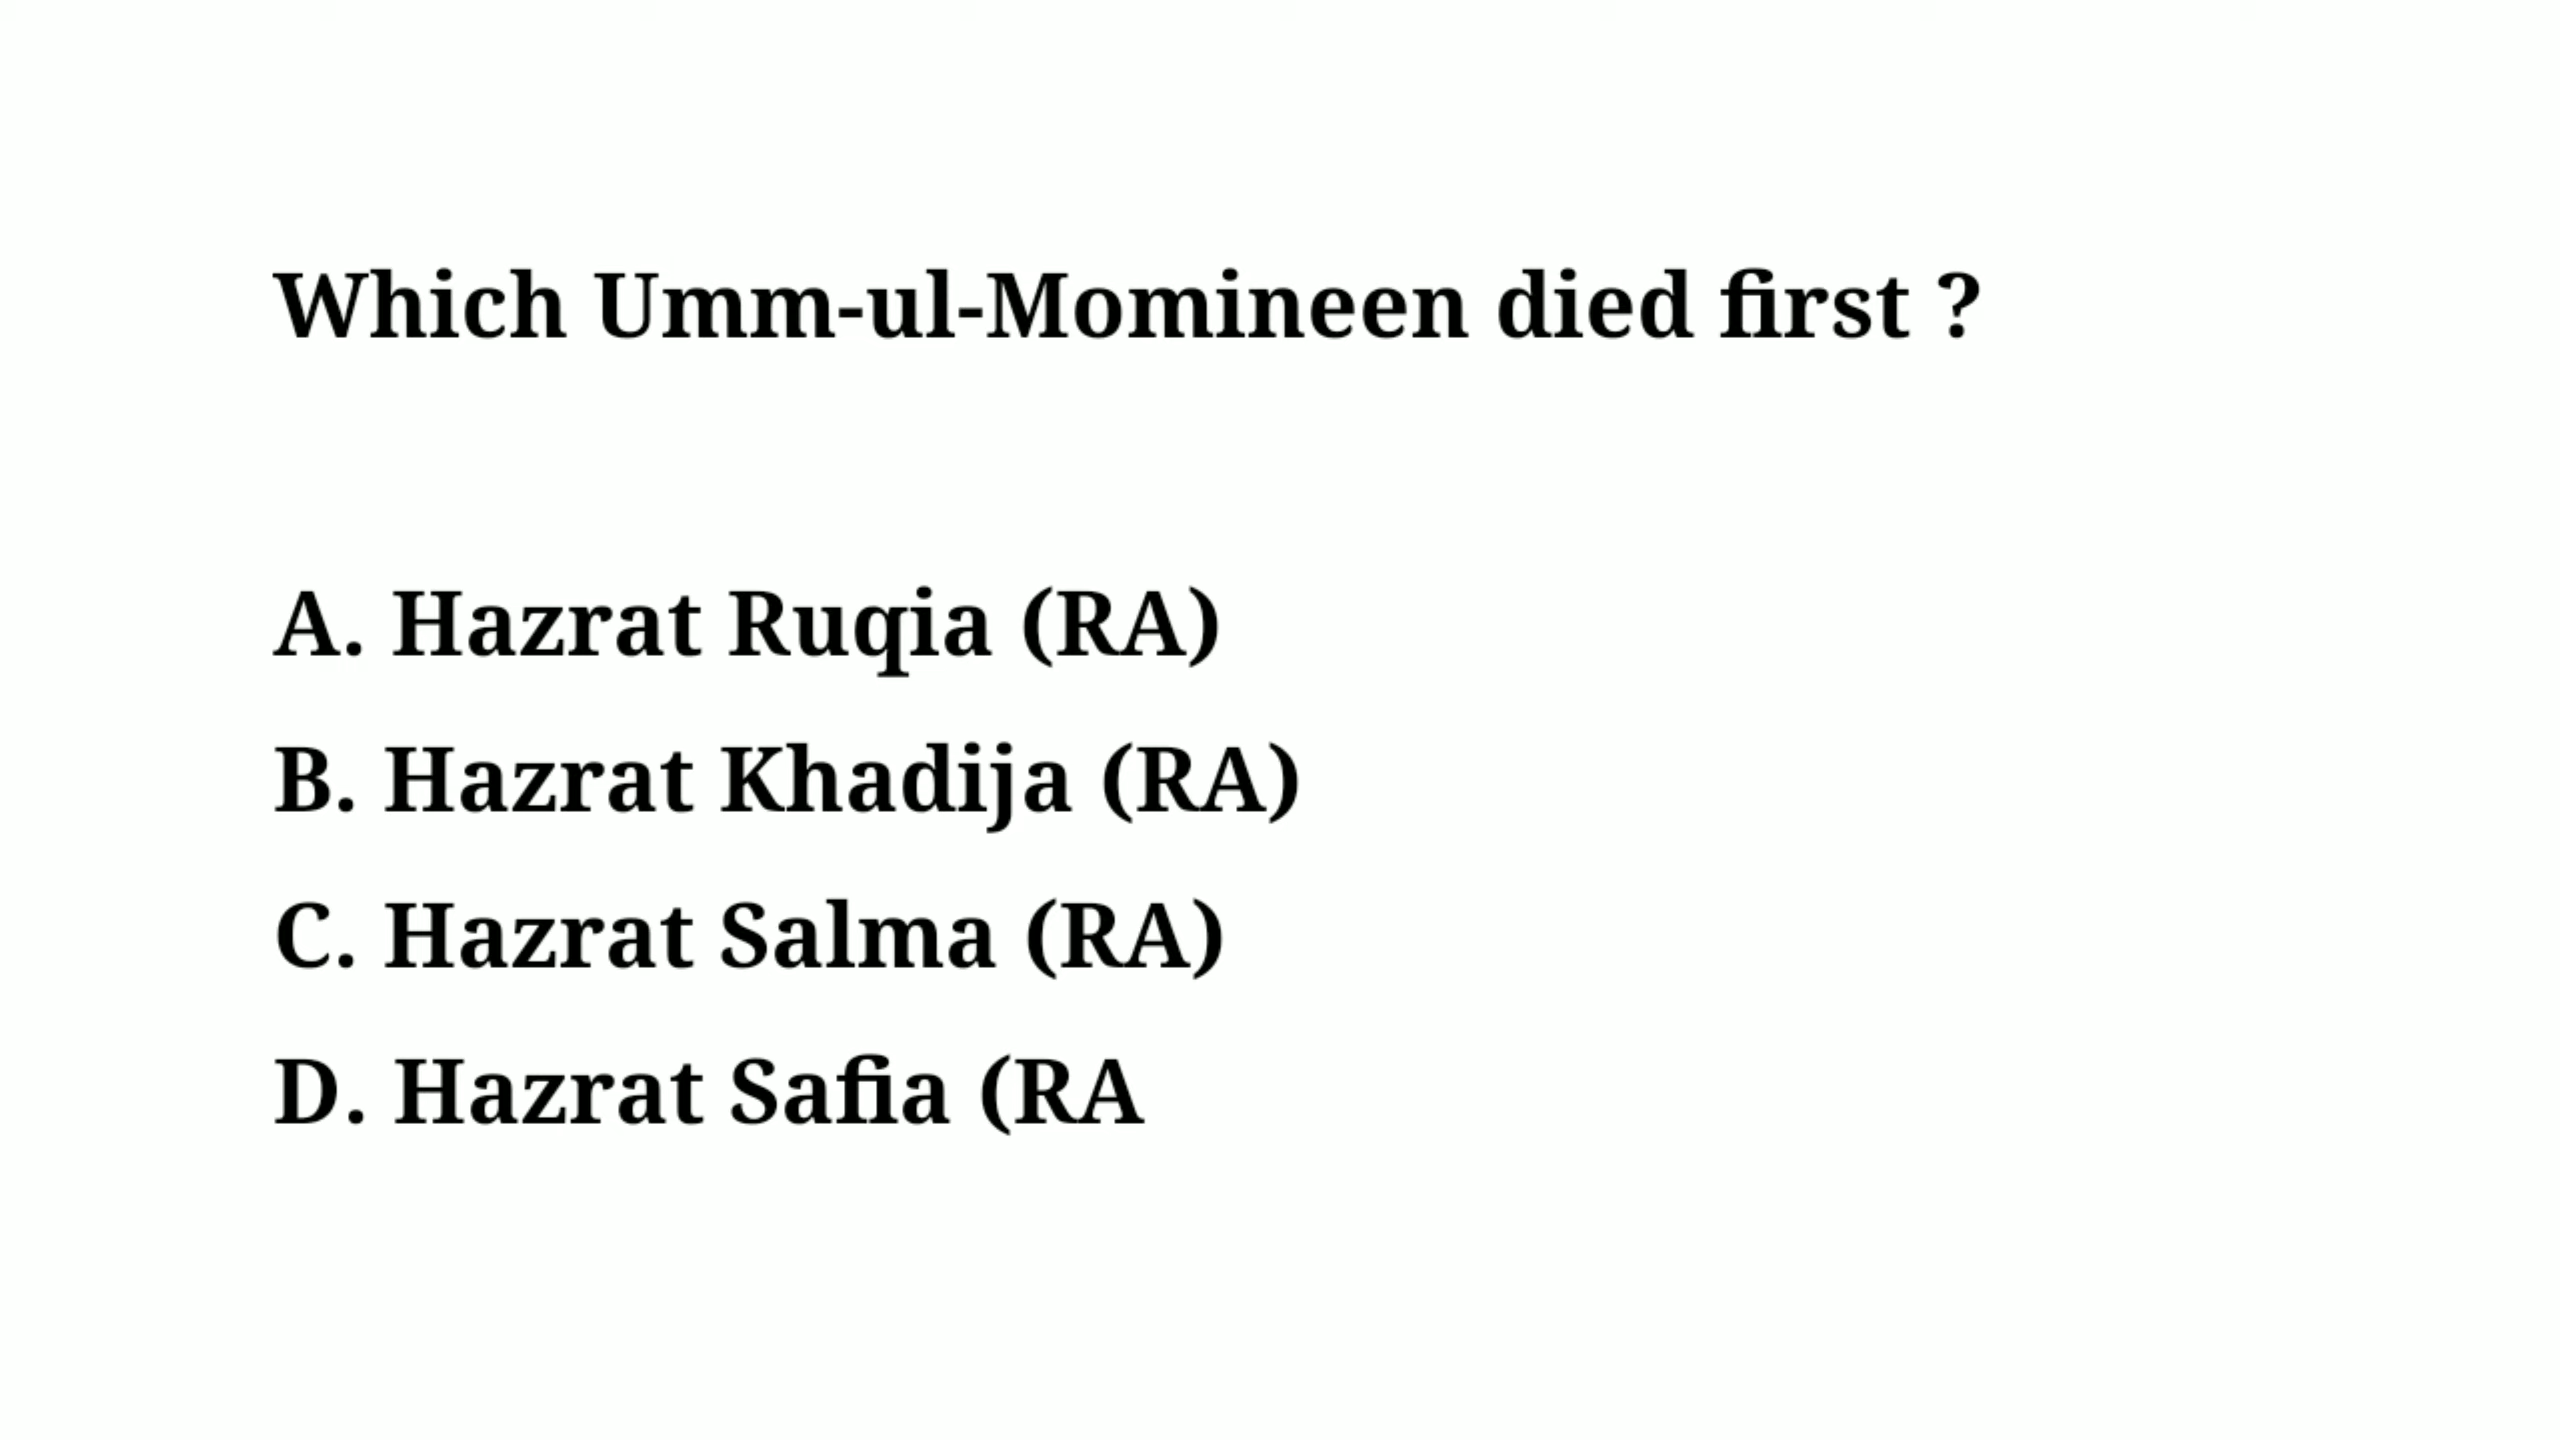 Which Umm-ul-Momineen died first ?
A. Hazrat Ruqia (RA)
B. Hazrat Khadija (RA)
C. Hazrat Salma (RA)
D. Hazrat Safia (RA